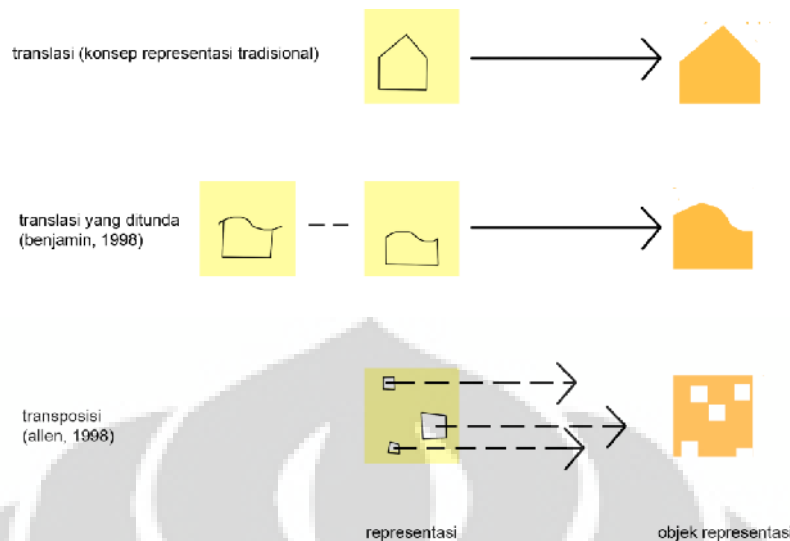 translasi (konsep representasi tradisional)
translasi yang ditunda
(benjamin, 1998)
transposisi
(allen, 1998)
representasi
objek representasi